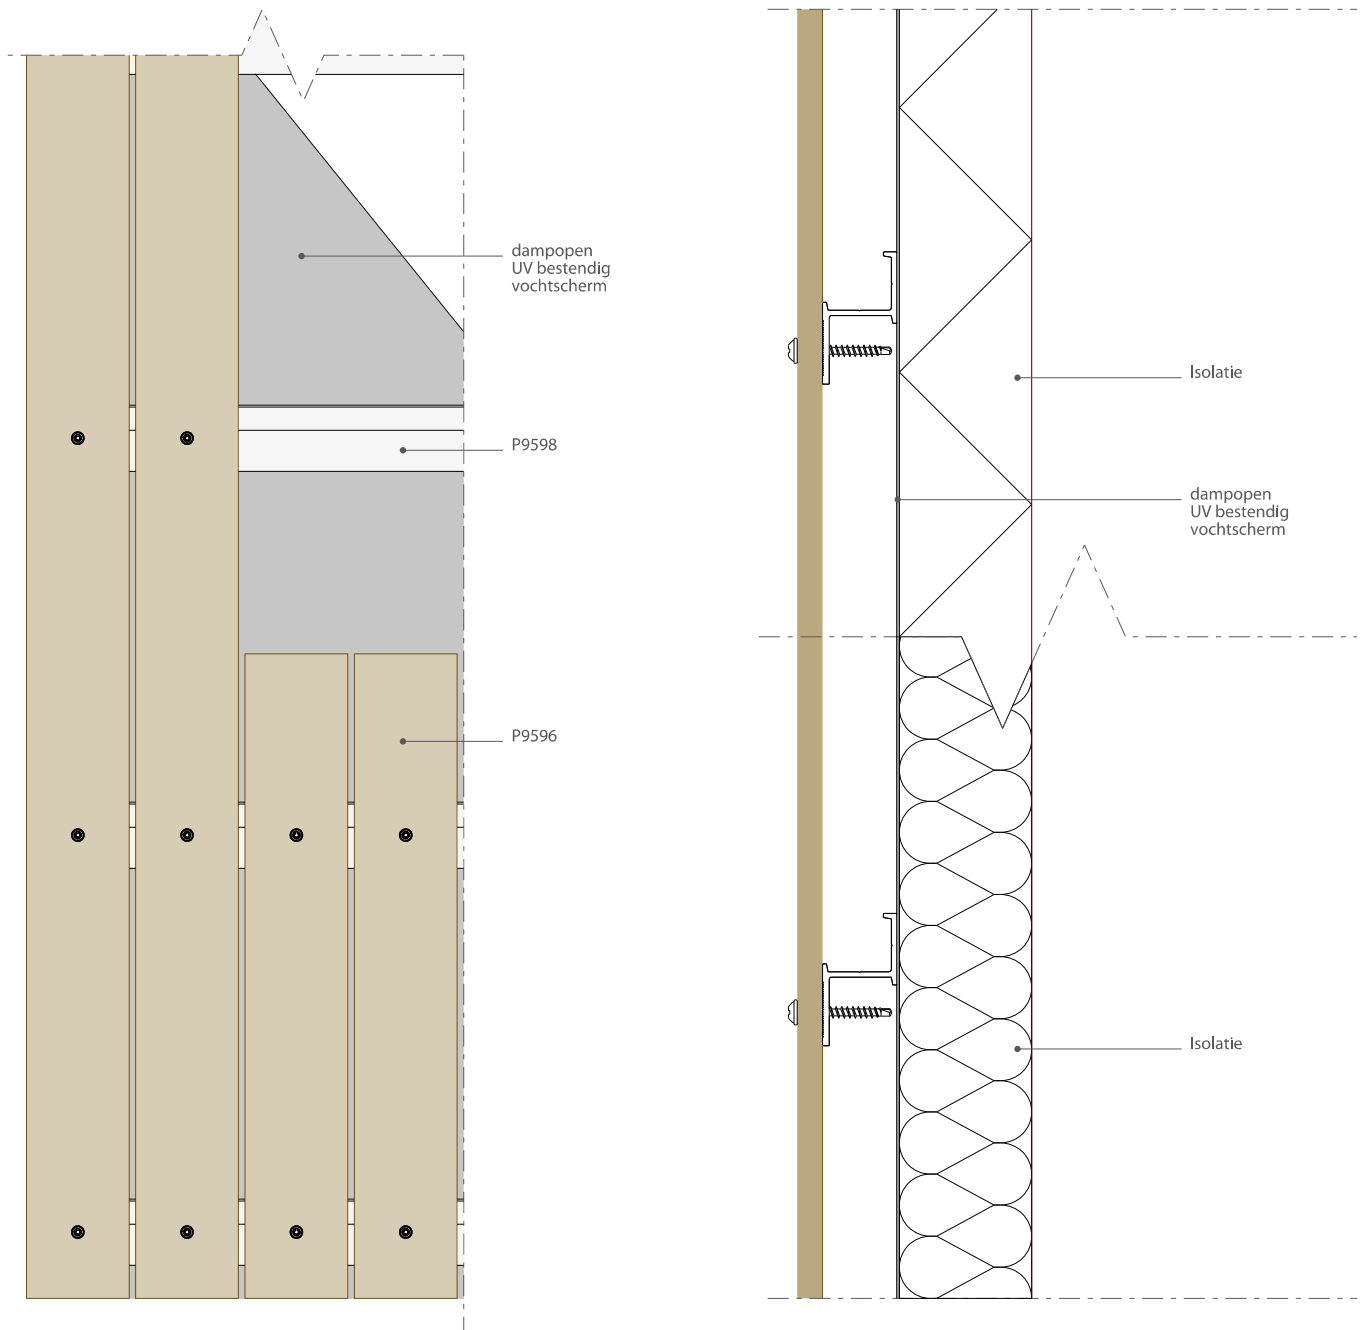 dampopen
UV bestendig
vochtscherm
P9598
P9596
Isolatie
dampopen
UV bestendig
vochtscherm
Isolatie